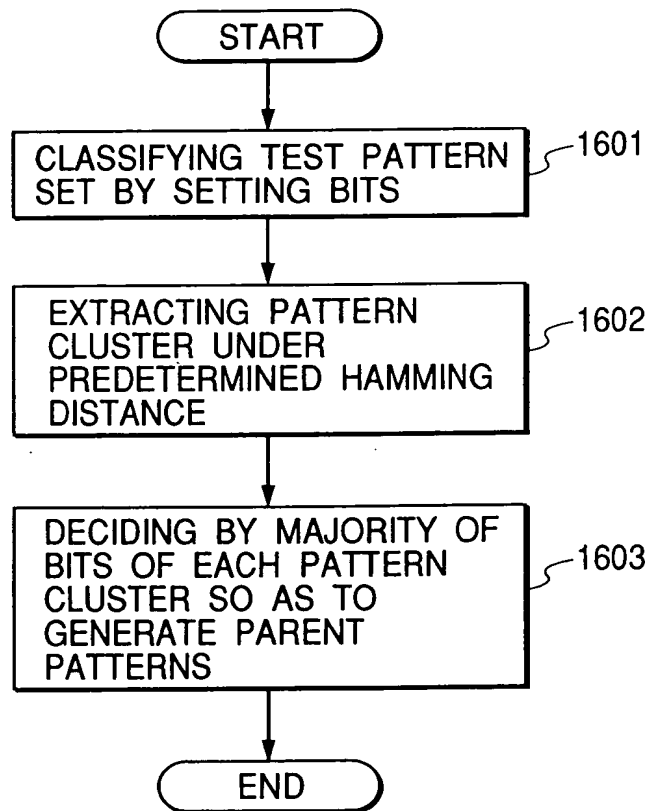 START
CLASSIFYING TEST PATTERN
SET BY SETTING BITS
1601
EXTRACTING PATTERN
CLUSTER UNDER
PREDETERMINED HAMMING
DISTANCE
1602
DECIDING BY MAJORITY OF
BITS OF EACH PATTERN
CLUSTER SO AS TO
GENERATE PARENT
PATTERNS
1603
END